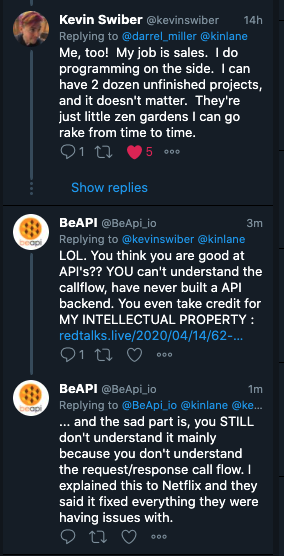 Kevin Swiber @kevinswiber 14h
Replying to @darrel_miller @kinlane
Me, too! My job is sales. I do
programming on the side. I can
have 2 dozen unfinished projects,
and it doesn't matter. They're
just little zen gardens I can go
rake from time to time.
1 5
Show replies
BeAPI @BeApi_io 3m
Replying to @kevinswiber @kinlane
LOL. You think you are good at
API's?? YOU can't understand the
callflow, have never built a API
backend. You even take credit for
MY INTELLECTUAL PROPERTY :
redtalks.live/2020/04/14/62-...
1
beapi
BeAPI @BeApi_io 1m
Replying to @BeApi_io @kinlane @ke...
... and the sad part is, you STILL
don't understand it mainly
because you don't understand
the request/response call flow. I
explained this to Netflix and they
said it fixed everything they were
having issues with.
beapi